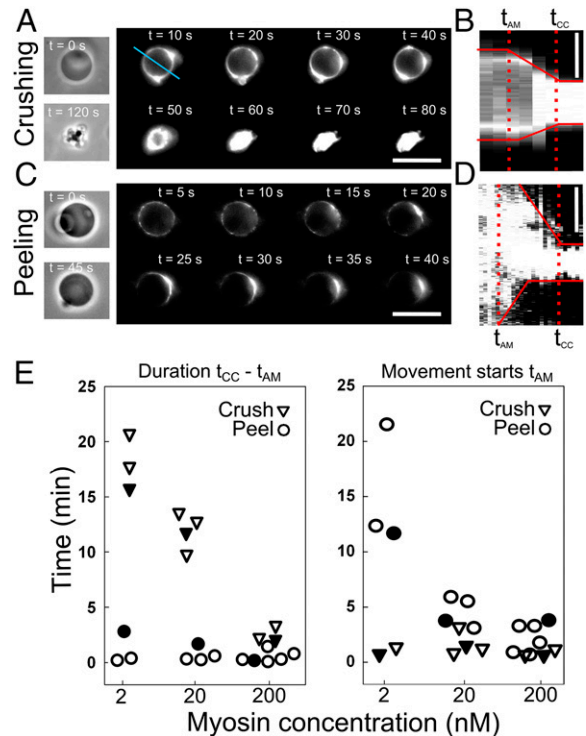 A
Crushing
t = 0s
t = 10 s
t = 20 s
t = 30 s
t = 40 s
t = 120 s
t = 50 s
t = 60 s
t = 70 s
t = 80 s
B
tAM
tCC
C
Peeling
t = 0s
t = 5 s
t = 10 s
t = 15 s
t = 20 s
t = 45 s
t = 25 s
t = 30 s
t = 35 s
t = 40 s
D
tAM
tCC
E
Duration tCC - tAM
Movement starts tAM
Crush
Peel
Crush
Peel
Time (min)
25
20
15
10
5
0
25
20
15
10
5
0
2
20
200
2
20
200
Myosin concentration (nM)